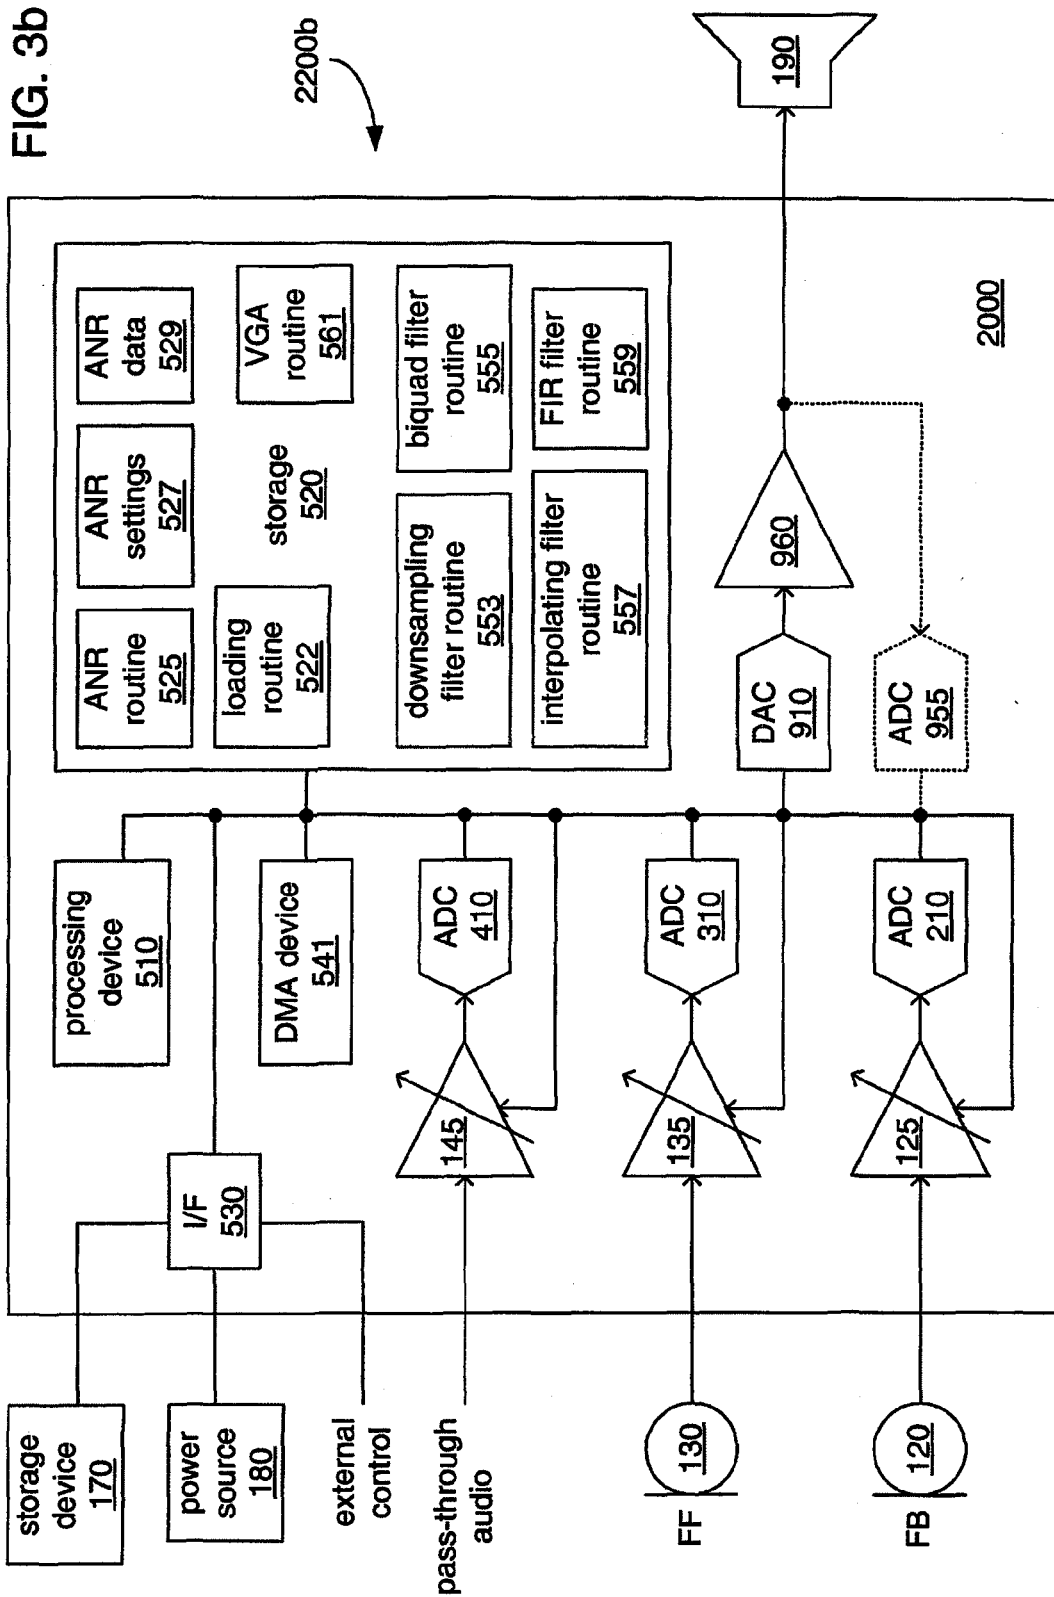 FIG. 3b
2200b
storage
device
170
power
source
180
external
control
pass-through
audio
FF
130
FB
120
I/F
530
processing
device
510
DMA device
541
145
ADC
410
135
ADC
310
125
ADC
210
ANR
routine
525
ANR
settings
527
ANR
data
529
loading
routine
522
storage
520
VGA
routine
561
downsampling
filter routine
553
biquad filter
routine
555
interpolating filter
routine
557
FIR filter
routine
559
DAC
910
960
ADC
955
2000
190